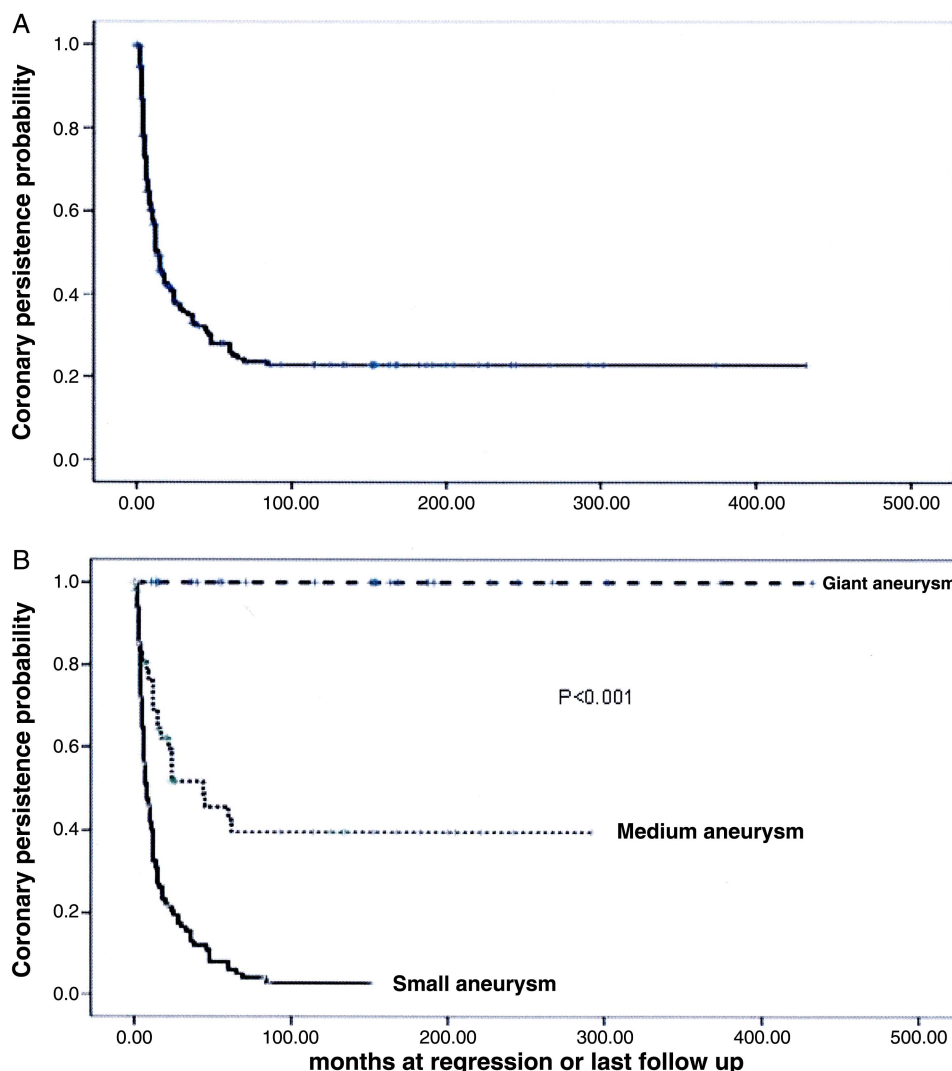 A
Coronary persistence probability
1.0
0.8
0.6
0.4
0.2
0.0
0.00 100.00 200.00 300.00 400.00 500.00
B
Coronary persistence probability
1.0
0.8
0.6
0.4
0.2
0.0
Giant aneurysm
P<0.001
Medium aneurysm
Small aneurysm
0.00 100.00 200.00 300.00 400.00 500.00
months at regression or last follow up